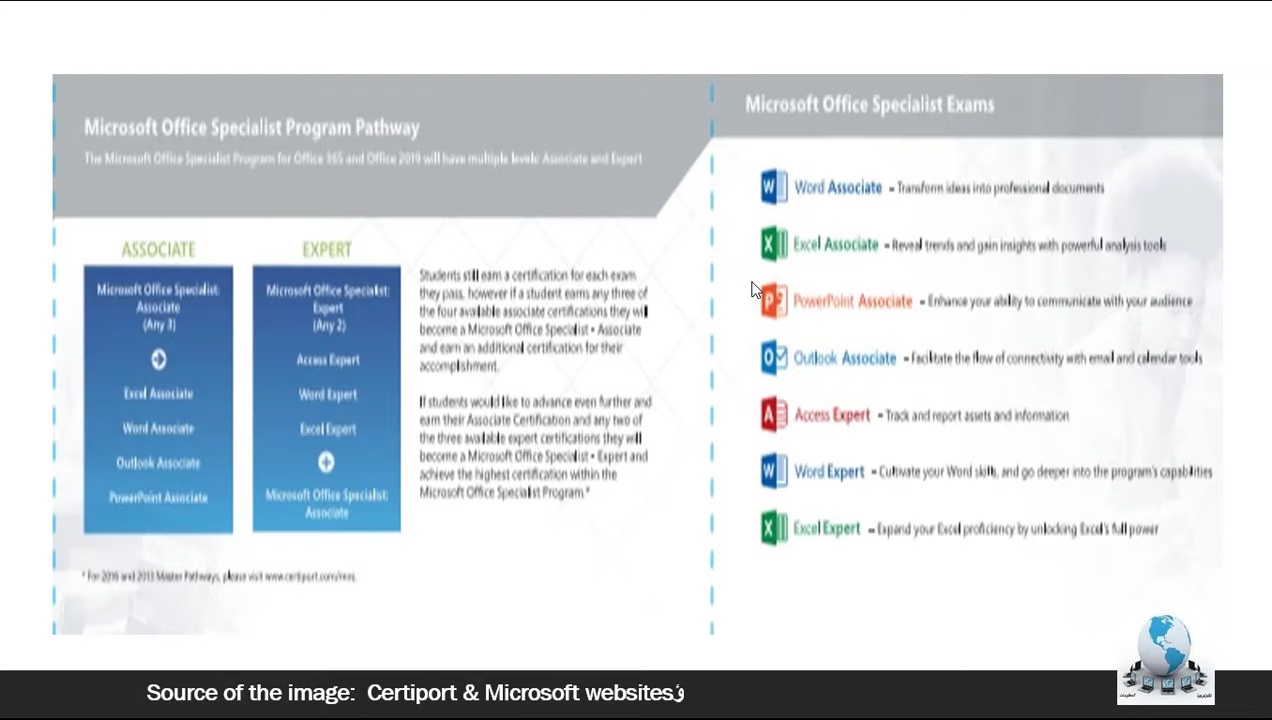 Microsoft Office Specialist Program Pathway
The Microsoft Office Specialist Program for Office 365 and Office 2019 will have multiple levels: Associate and Expert
ASSOCIATE
Microsoft Office Specialist:
Associate
(Any 3)
Excel Associate
Word Associate
Outlook Associate
PowerPoint Associate
EXPERT
Microsoft Office Specialist:
Expert
(Any 2)
Access Expert
Word Expert
Excel Expert
Microsoft Office Specialist:
Associate
Students still earn a certification for each exam
they pass, however if a student earns any three of
the four available associate certifications they will
become a Microsoft Office Specialist - Associate
and earn an additional certification for their
accomplishment.
If students would like to advance even further and
earn their Associate Certification and any two of
the three available expert certifications they will
become a Microsoft Office Specialist - Expert and
achieve the highest certification within the
Microsoft Office Specialist Program.*
* For 2016 and 2013 Master Pathways, please visit www.certiport.com/mos.
Microsoft Office Specialist Exams
Word Associate – Transform ideas into professional documents
Excel Associate – Reveal trends and gain insights with powerful analysis tools
PowerPoint Associate – Enhance your ability to communicate with your audience
Outlook Associate – Facilitate the flow of connectivity with email and calendar tools
Access Expert – Track and report assets and information
Word Expert – Cultivate your Word skills, and go deeper into the program's capabilities
Excel Expert – Expand your Excel proficiency by unlocking Excel's full power
Source of the image: Certiport & Microsoft websitesو